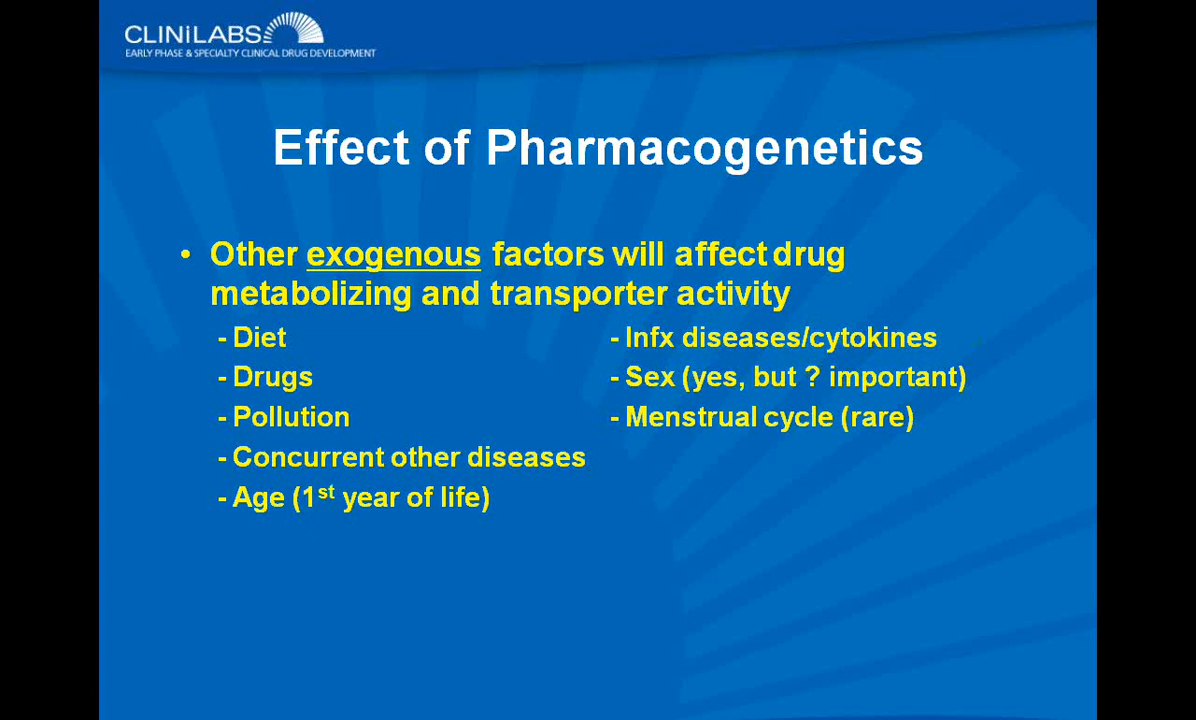 CLINiLABS
EARLY PHASE & SPECIALTY CLINICAL DRUG DEVELOPMENT
Effect of Pharmacogenetics
• Other exogenous factors will affect drug
metabolizing and transporter activity
- Diet
- Drugs
- Pollution
- Concurrent other diseases
- Age (1st year of life)
- Infx diseases/cytokines
- Sex (yes, but ? important)
- Menstrual cycle (rare)